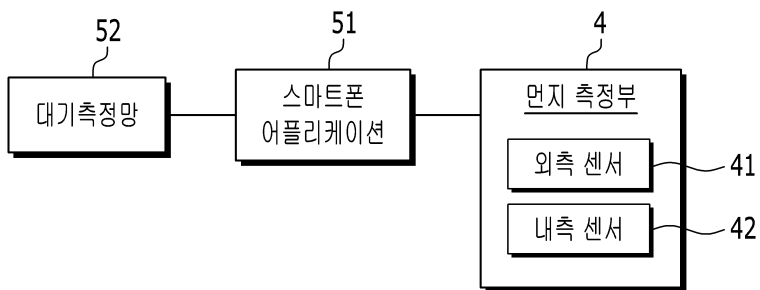 52
51
4
대기측정망
스마트폰
어플리케이션
먼지 측정부
외측 센서
41
내측 센서
42